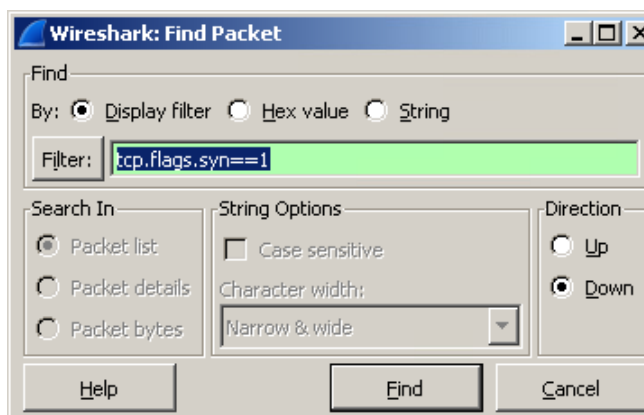 Wireshark: Find Packet
Find
By: Display filter Hex value String
Filter: tcp.flags.syn==1
Search In String Options Direction
Packet list Case sensitive Up
Packet details Character width: Down
Packet bytes Narrow & wide
Help Find Cancel